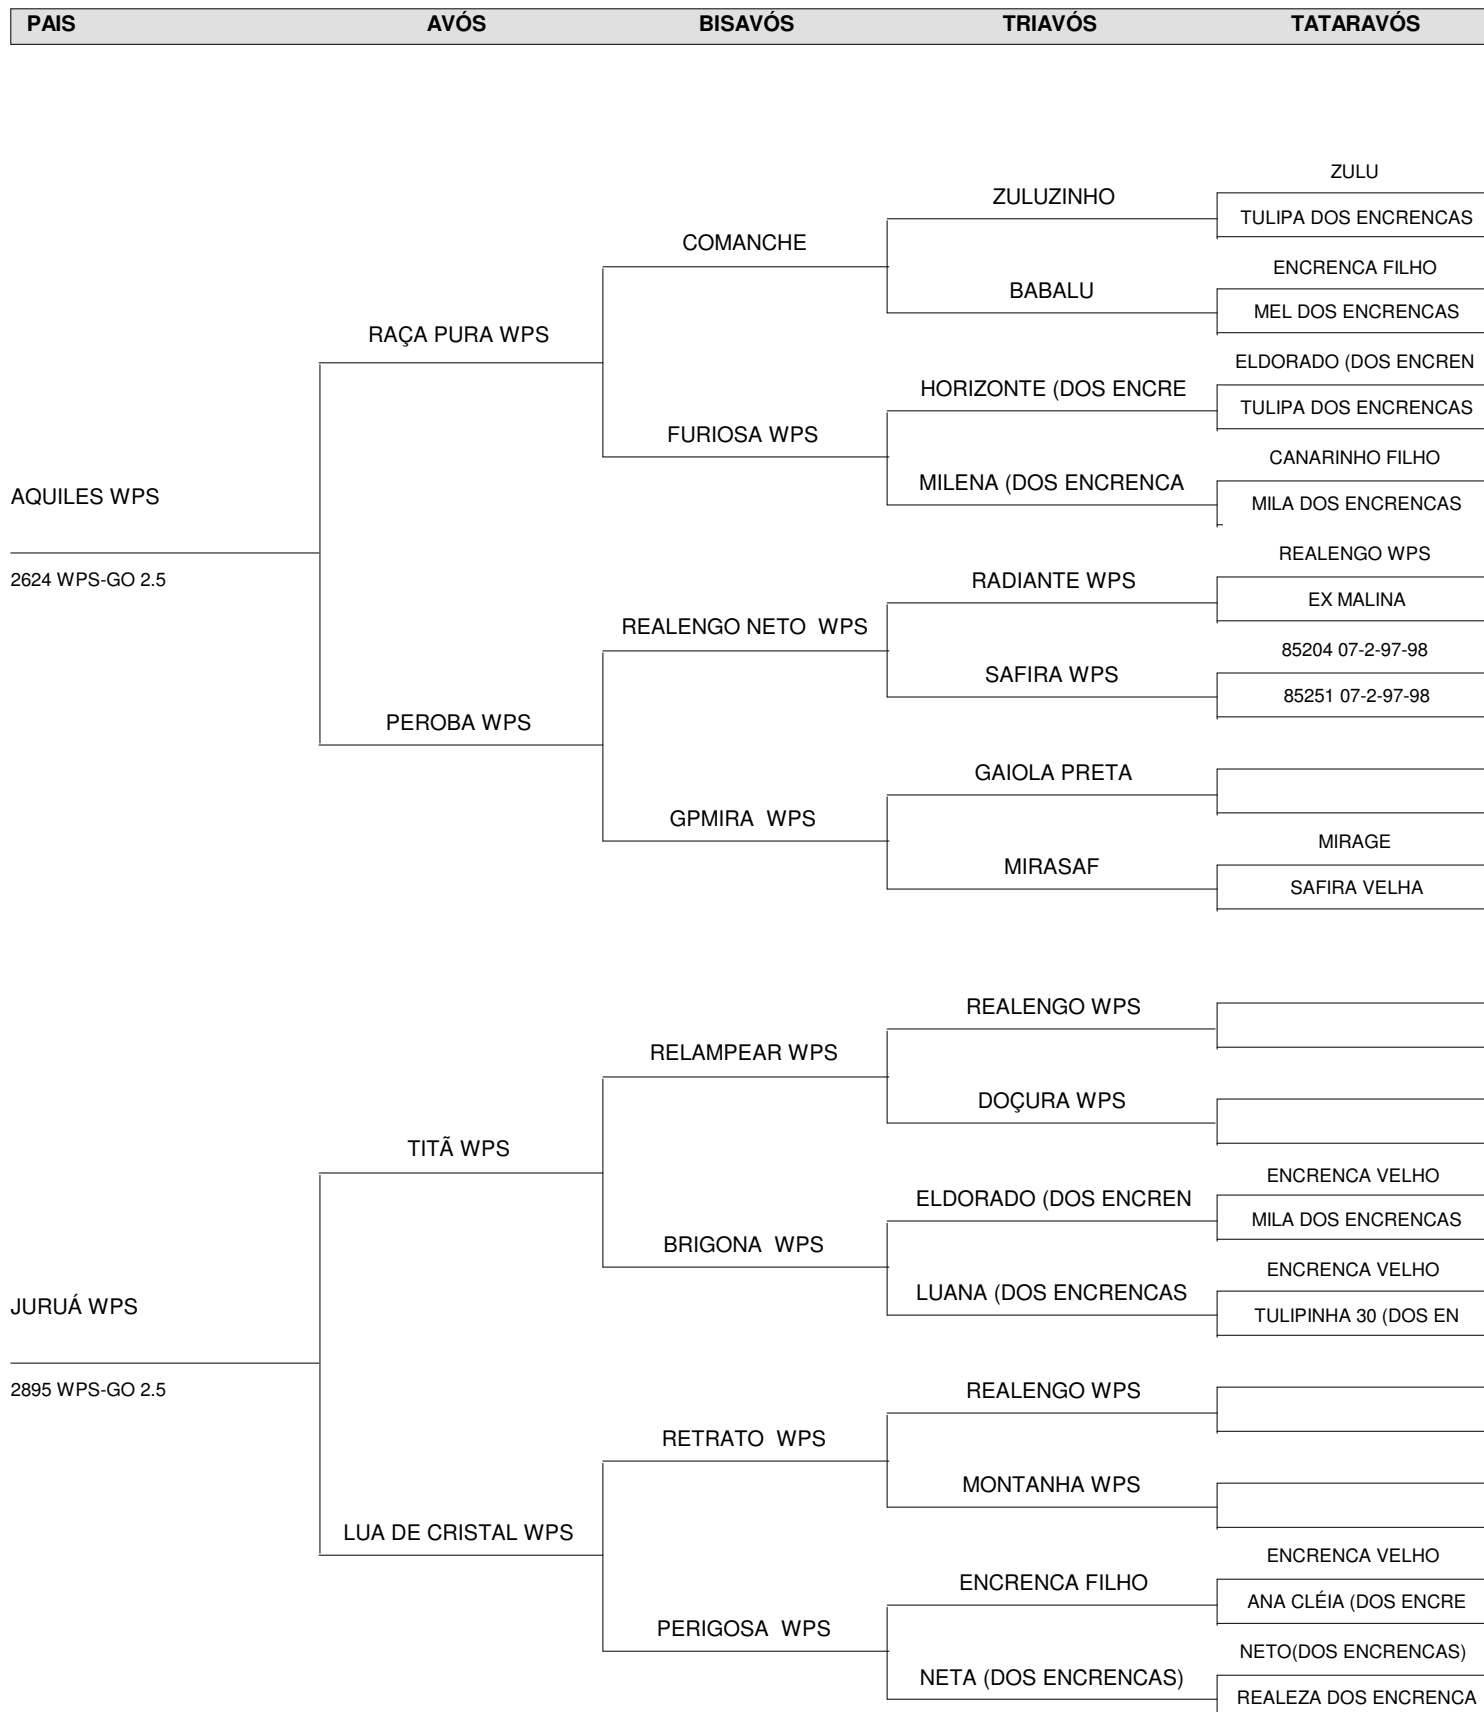 PAIS AVÓS BISAVÓS TRIAVÓS TATARAVÓS
ZULU
ZULUZINHO
TULIPA DOS ENCRENCAS
COMANCHE
ENCRENCA FILHO
BABALU
MEL DOS ENCRENCAS
RAÇA PURA WPS
ELDORADO (DOS ENCREN
HORIZONTE (DOS ENCRE
TULIPA DOS ENCRENCAS
FURIOSA WPS
CANARINHO FILHO
MILENA (DOS ENCRENCA
AQUILES WPS
MILA DOS ENCRENCAS
REALENGO WPS
2624 WPS-GO 2.5
RADIANTE WPS
EX MALINA
REALENGO NETO  WPS
85204 07-2-97-98
SAFIRA WPS
85251 07-2-97-98
PEROBA WPS
GAIOLA PRETA
GPMIRA  WPS
MIRAGE
MIRASAF
SAFIRA VELHA
REALENGO WPS
RELAMPEAR WPS
DOÇURA WPS
TITÃ WPS
ENCRENCA VELHO
ELDORADO (DOS ENCREN
MILA DOS ENCRENCAS
BRIGONA  WPS
ENCRENCA VELHO
LUANA (DOS ENCRENCAS
JURUÁ WPS
TULIPINHA 30 (DOS EN
2895 WPS-GO 2.5
REALENGO WPS
RETRATO  WPS
MONTANHA WPS
LUA DE CRISTAL WPS
ENCRENCA VELHO
ENCRENCA FILHO
ANA CLÉIA (DOS ENCRE
PERIGOSA  WPS
NETO(DOS ENCRENCAS)
NETA (DOS ENCRENCAS)
REALEZA DOS ENCRENCA